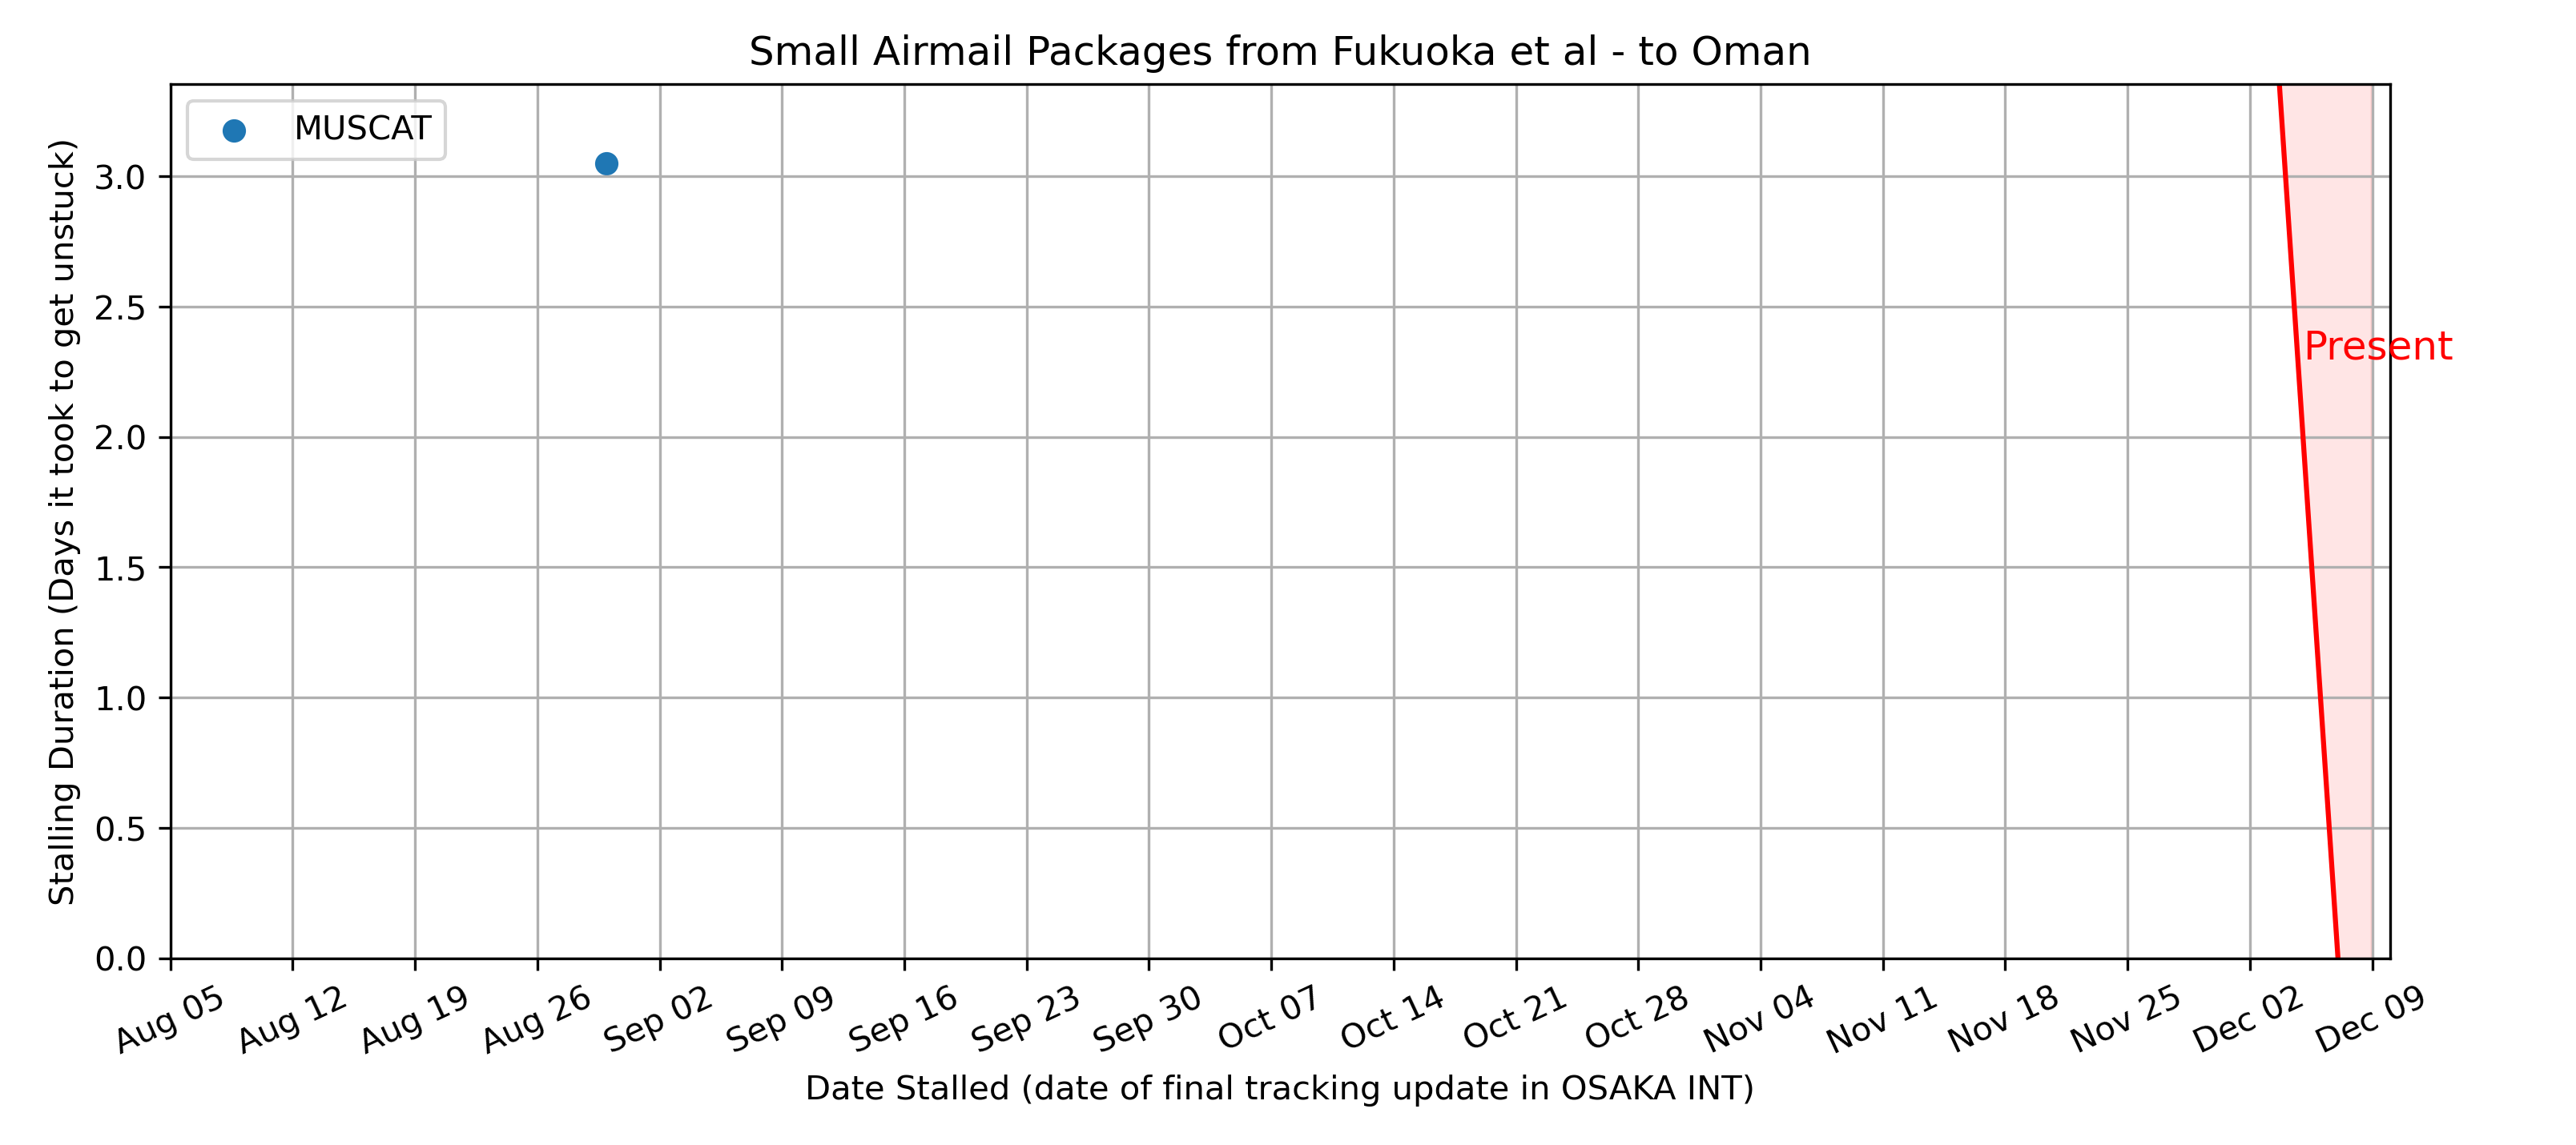 Small Airmail Packages from Fukuoka et al - to Oman
MUSCAT
Stalling Duration (Days it took to get unstuck)
3.0
2.5
2.0
1.5
1.0
0.5
0.0
Present
Aug 05 Aug 12 Aug 19 Aug 26 Sep 02 Sep 09 Sep 16 Sep 23 Sep 30 Oct 07 Oct 14 Oct 21 Oct 28 Nov 04 Nov 11 Nov 18 Nov 25 Dec 02 Dec 09
Date Stalled (date of final tracking update in OSAKA INT)